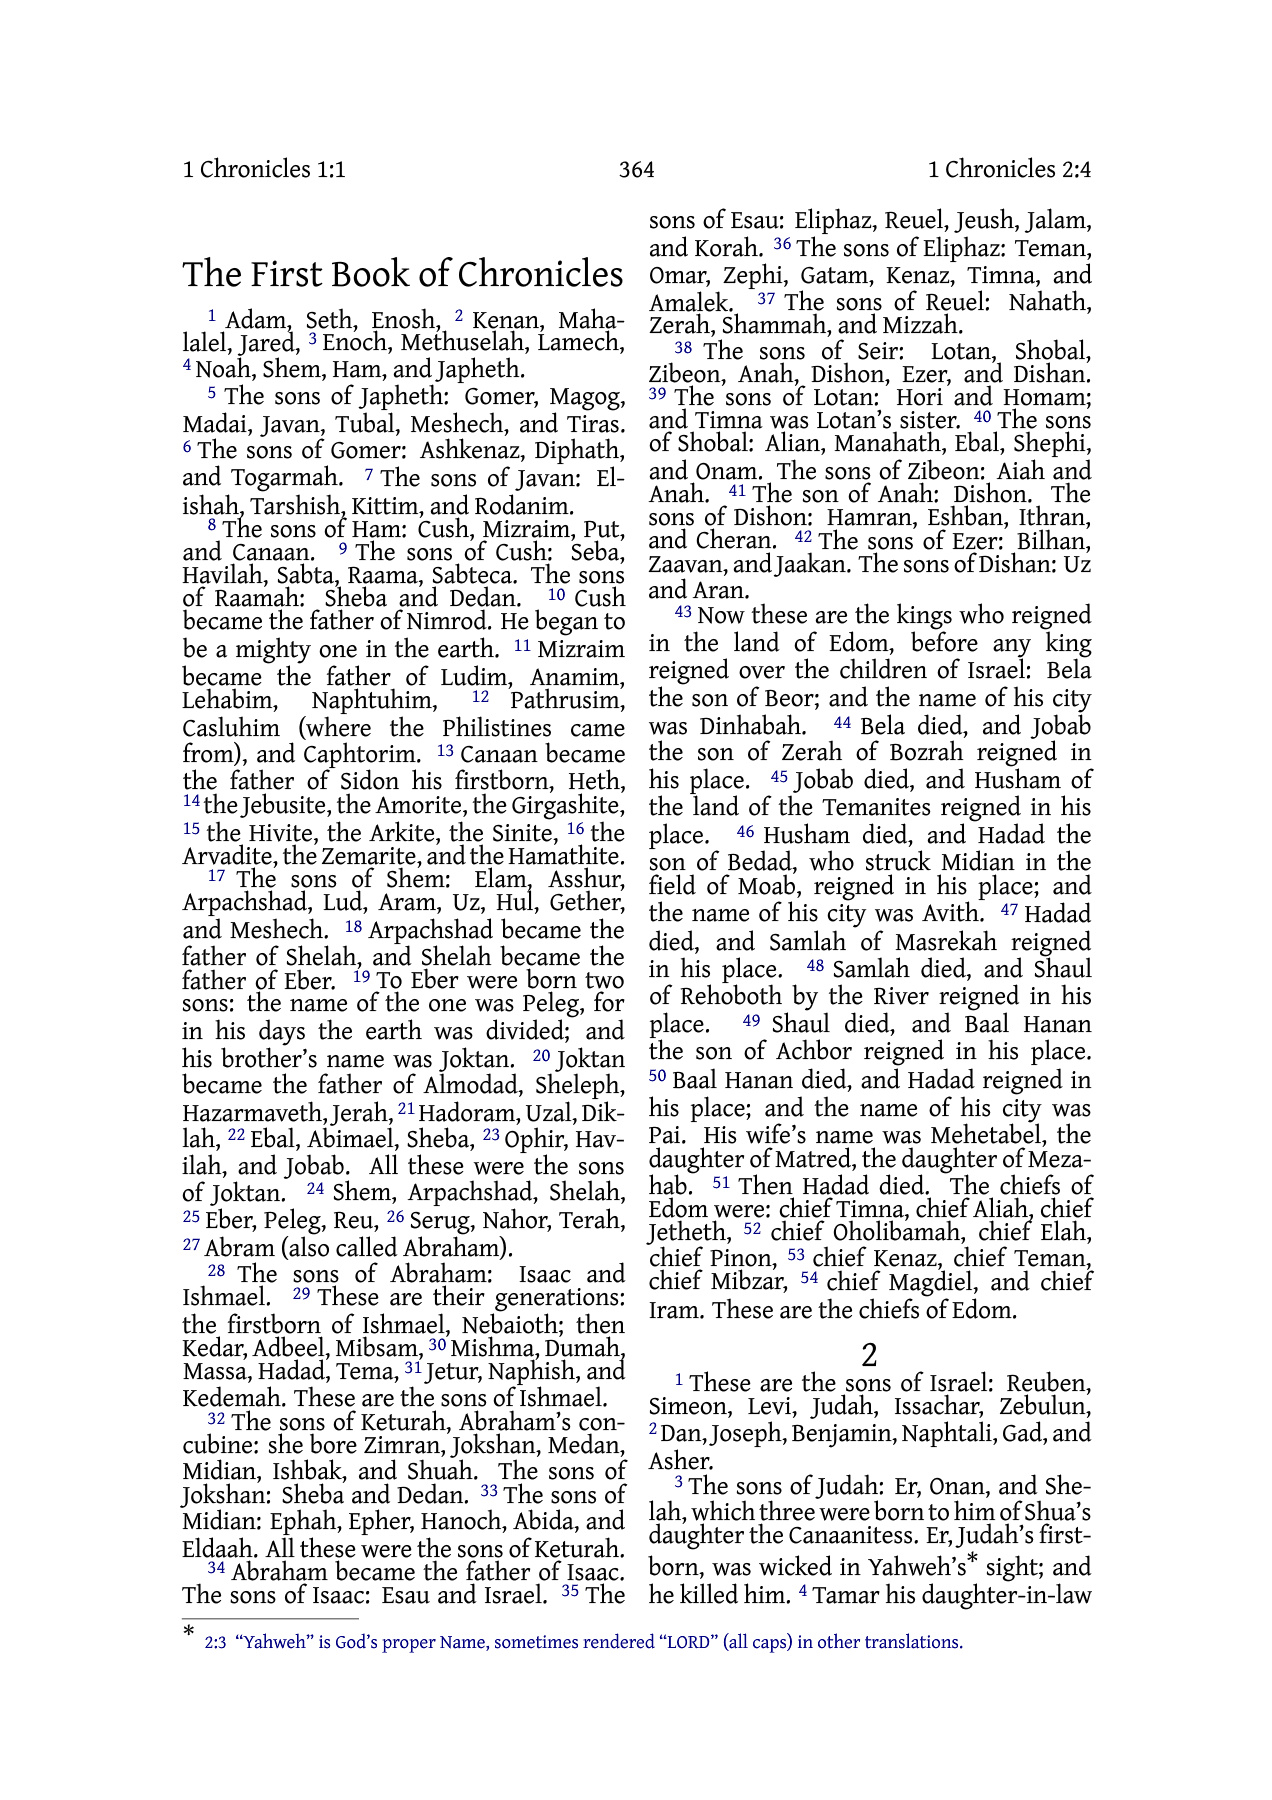 1 Chronicles 1:1
364
1 Chronicles 2:4
The First Book of Chronicles
1 Adam, Seth, Enosh, 2 Kenan, Maha-
lalel, Jared, 3 Enoch, Methuselah, Lamech,
4 Noah, Shem, Ham, and Japheth.
5 The sons of Japheth: Gomer, Magog,
Madai, Javan, Tubal, Meshech, and Tiras.
6 The sons of Gomer: Ashkenaz, Diphath,
and Togarmah. 7 The sons of Javan: El-
ishah, Tarshish, Kittim, and Rodanim.
8 The sons of Ham: Cush, Mizraim, Put,
and Canaan. 9 The sons of Cush: Seba,
Havilah, Sabta, Raama, Sabteca. The sons
of Raamah: Sheba and Dedan. 10 Cush
became the father of Nimrod. He began to
be a mighty one in the earth. 11 Mizraim
became the father of Ludim, Anamim,
Lehabim, Naphtuhim, 12 Pathrusim,
Casluhim (where the Philistines came
from), and Caphtorim. 13 Canaan became
the father of Sidon his firstborn, Heth,
14 the Jebusite, the Amorite, the Girgashite,
15 the Hivite, the Arkite, the Sinite, 16 the
Arvadite, the Zemarite, and the Hamathite.
17 The sons of Shem: Elam, Asshur,
Arpachshad, Lud, Aram, Uz, Hul, Gether,
and Meshech. 18 Arpachshad became the
father of Shelah, and Shelah became the
father of Eber. 19 To Eber were born two
sons: the name of the one was Peleg, for
in his days the earth was divided; and
his brother’s name was Joktan. 20 Joktan
became the father of Almodad, Sheleph,
Hazarmaveth, Jerah, 21 Hadoram, Uzal, Dik-
lah, 22 Ebal, Abimael, Sheba, 23 Ophir, Hav-
ilah, and Jobab. All these were the sons
of Joktan. 24 Shem, Arpachshad, Shelah,
25 Eber, Peleg, Reu, 26 Serug, Nahor, Terah,
27 Abram (also called Abraham).
28 The sons of Abraham: Isaac and
Ishmael. 29 These are their generations:
the firstborn of Ishmael, Nebaioth; then
Kedar, Adbeel, Mibsam, 30 Mishma, Dumah,
Massa, Hadad, Tema, 31 Jetur, Naphish, and
Kedemah. These are the sons of Ishmael.
32 The sons of Keturah, Abraham’s con-
cubine: she bore Zimran, Jokshan, Medan,
Midian, Ishbak, and Shuah. The sons of
Jokshan: Sheba and Dedan. 33 The sons of
Midian: Ephah, Epher, Hanoch, Abida, and
Eldaah. All these were the sons of Keturah.
34 Abraham became the father of Isaac.
The sons of Isaac: Esau and Israel. 35 The
sons of Esau: Eliphaz, Reuel, Jeush, Jalam,
and Korah. 36 The sons of Eliphaz: Teman,
Omar, Zephi, Gatam, Kenaz, Timna, and
Amalek. 37 The sons of Reuel: Nahath,
Zerah, Shammah, and Mizzah.
38 The sons of Seir: Lotan, Shobal,
Zibeon, Anah, Dishon, Ezer, and Dishan.
39 The sons of Lotan: Hori and Homam;
and Timna was Lotan’s sister. 40 The sons
of Shobal: Alian, Manahath, Ebal, Shephi,
and Onam. The sons of Zibeon: Aiah and
Anah. 41 The son of Anah: Dishon. The
sons of Dishon: Hamran, Eshban, Ithran,
and Cheran. 42 The sons of Ezer: Bilhan,
Zaavan, and Jaakan. The sons of Dishan: Uz
and Aran.
43 Now these are the kings who reigned
in the land of Edom, before any king
reigned over the children of Israel: Bela
the son of Beor; and the name of his city
was Dinhabah. 44 Bela died, and Jobab
the son of Zerah of Bozrah reigned in
his place. 45 Jobab died, and Husham of
the land of the Temanites reigned in his
place. 46 Husham died, and Hadad the
son of Bedad, who struck Midian in the
field of Moab, reigned in his place; and
the name of his city was Avith. 47 Hadad
died, and Samlah of Masrekah reigned
in his place. 48 Samlah died, and Shaul
of Rehoboth by the River reigned in his
place. 49 Shaul died, and Baal Hanan
the son of Achbor reigned in his place.
50 Baal Hanan died, and Hadad reigned in
his place; and the name of his city was
Pai. His wife’s name was Mehetabel, the
daughter of Matred, the daughter of Meza-
hab. 51 Then Hadad died. The chiefs of
Edom were: chief Timna, chief Aliah, chief
Jetheth, 52 chief Oholibamah, chief Elah,
chief Pinon, 53 chief Kenaz, chief Teman,
chief Mibzar, 54 chief Magdiel, and chief
Iram. These are the chiefs of Edom.
2
1 These are the sons of Israel: Reuben,
Simeon, Levi, Judah, Issachar, Zebulun,
2 Dan, Joseph, Benjamin, Naphtali, Gad, and
Asher.
3 The sons of Judah: Er, Onan, and She-
lah, which three were born to him of Shua’s
daughter the Canaanitess. Er, Judah’s first-
born, was wicked in Yahweh’s* sight; and
he killed him. 4 Tamar his daughter-in-law
* 2:3 “Yahweh” is God’s proper Name, sometimes rendered “LORD” (all caps) in other translations.